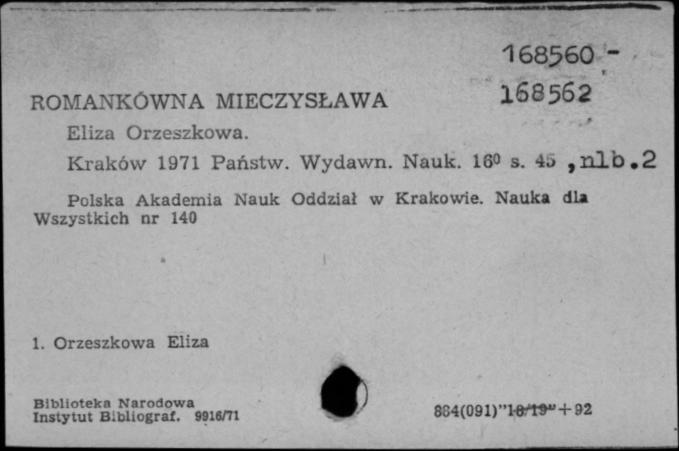 168560 -
168562
ROMANKÓWNA MIECZYSŁAWA
Eliza Orzeszkowa.
Kraków 1971 Państw. Wydawn. Nauk. 16⁰ s. 45 , nlb. 2
Polska Akademia Nauk Oddział w Krakowie. Nauka dla
Wszystkich nr 140
1. Orzeszkowa Eliza
Biblioteka Narodowa
Instytut Bibliograf. 9916/71
884(091)"18/19"+92